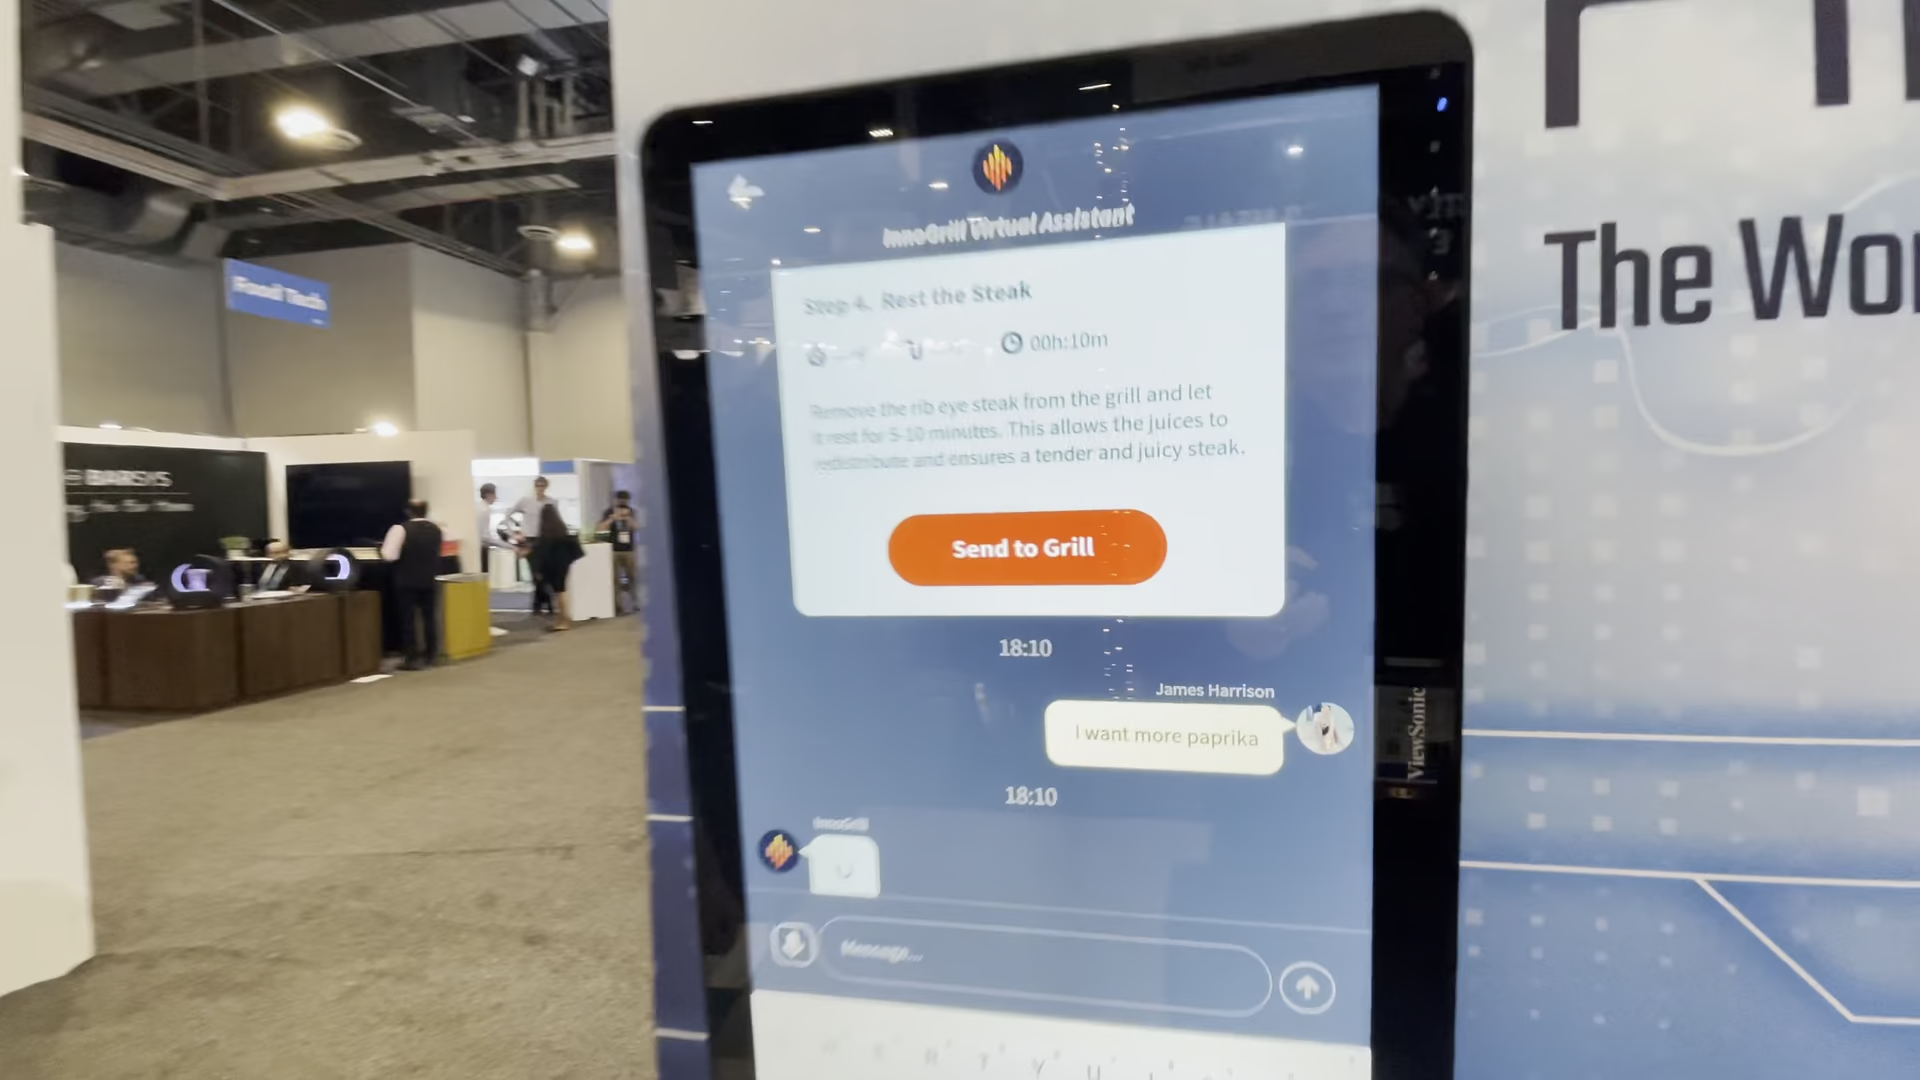 Food Tech
BARSYS
The Wor
InnoGrill Virtual Assistant
Step 4. Rest the Steak
00h:10m
Remove the rib eye steak from the grill and let
it rest for 5-10 minutes. This allows the juices to
redistribute and ensures a tender and juicy steak.
Send to Grill
18:10
James Harrison
I want more paprika
18:10
InnoGrill
Message...
ViewSonic
R T Y U